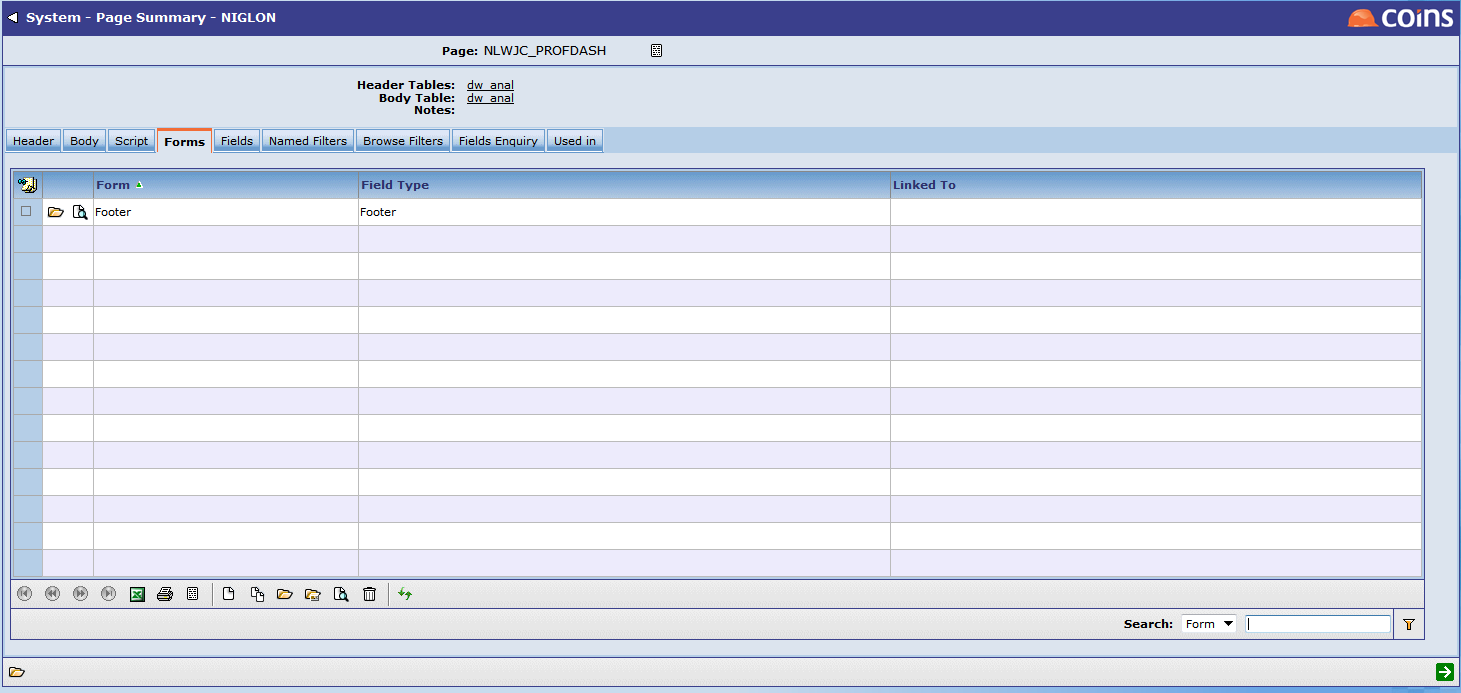 System - Page Summary - NIGLON
coins
Page: NLWJC_PROFDASH
Header Tables: dw_anal
Body Table: dw_anal
Notes:
Header Body Script Forms Fields Named Filters Browse Filters Fields Enquiry Used in
Form Field Type Linked To
Footer Footer
Search: Form